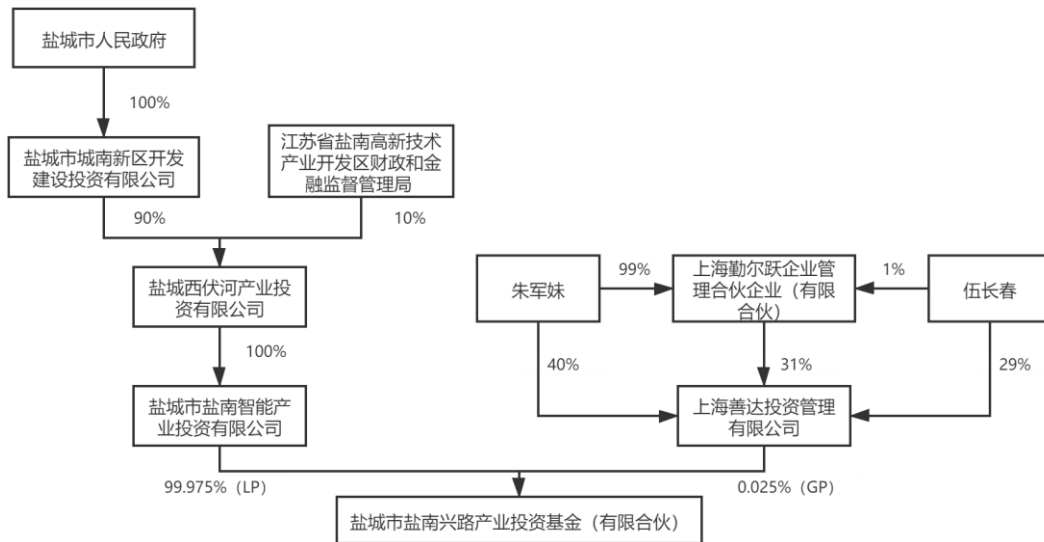 盐城市人民政府
100%
盐城市城南新区开发
建设投资有限公司
江苏省盐南高新技术
产业开发区财政和金
融监督管理局
90%
10%
盐城西伏河产业投
资有限公司
朱军妹
99%
上海勤尔跃企业管
理合伙企业（有限
合伙）
1%
伍长春
100%
40%
31%
29%
盐城市盐南智能产
业投资有限公司
上海善达投资管理
有限公司
99.975%（LP）
0.025%（GP）
盐城市盐南兴路产业投资基金（有限合伙）